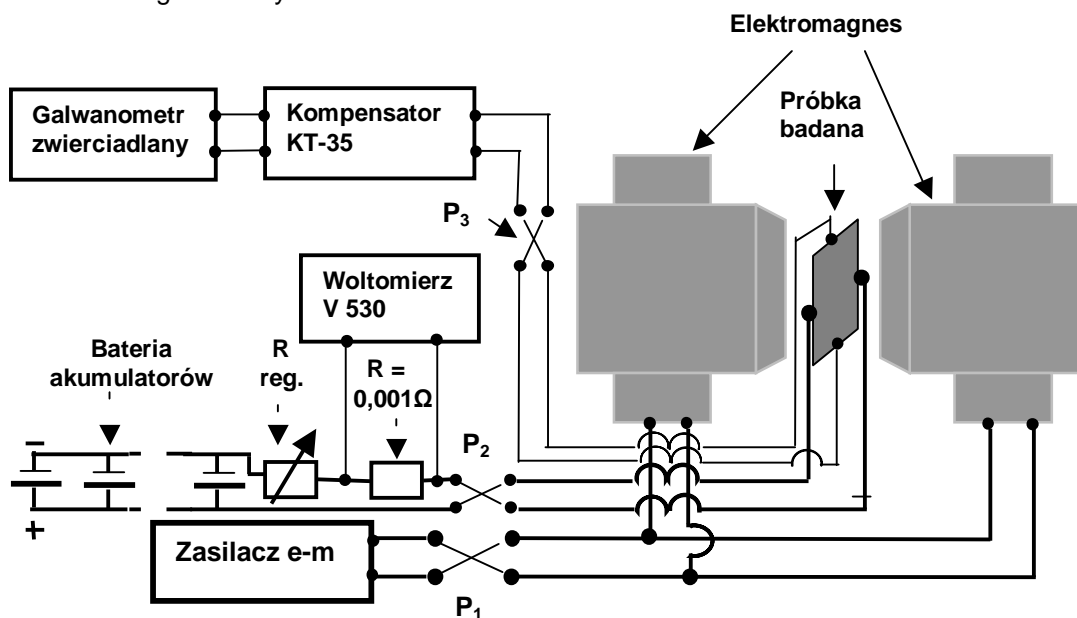 Elektromagnes
Galwanometr
zwierciadlany
Kompensator
KT-35
Próbka
badana
P3
Woltomierz
V 530
Bateria
akumulatorów
R
reg.
R =
0,001Ω
P2
-
+
Zasilacz e-m
P1